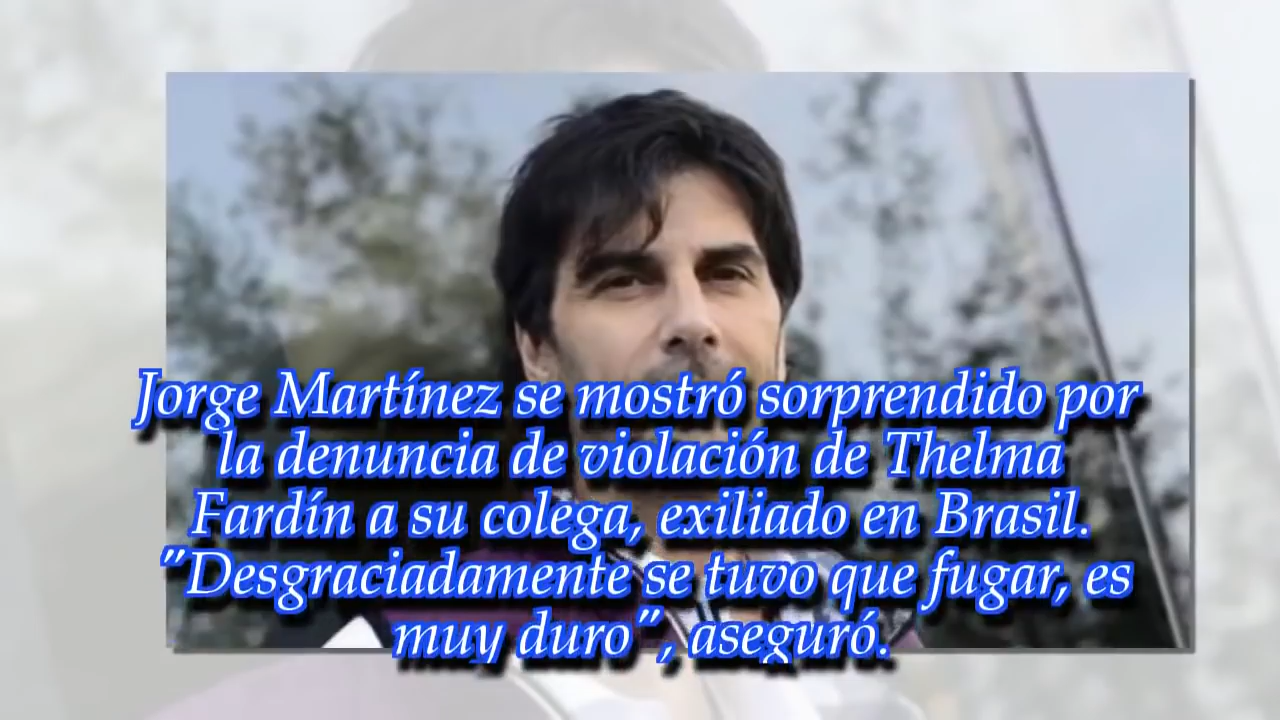 Jorge Martínez se mostró sorprendido por
la denuncia de violación de Thelma
Fardín a su colega, exiliado en Brasil.
"Desgraciadamente se tuvo que fugar, es
muy duro", aseguró.